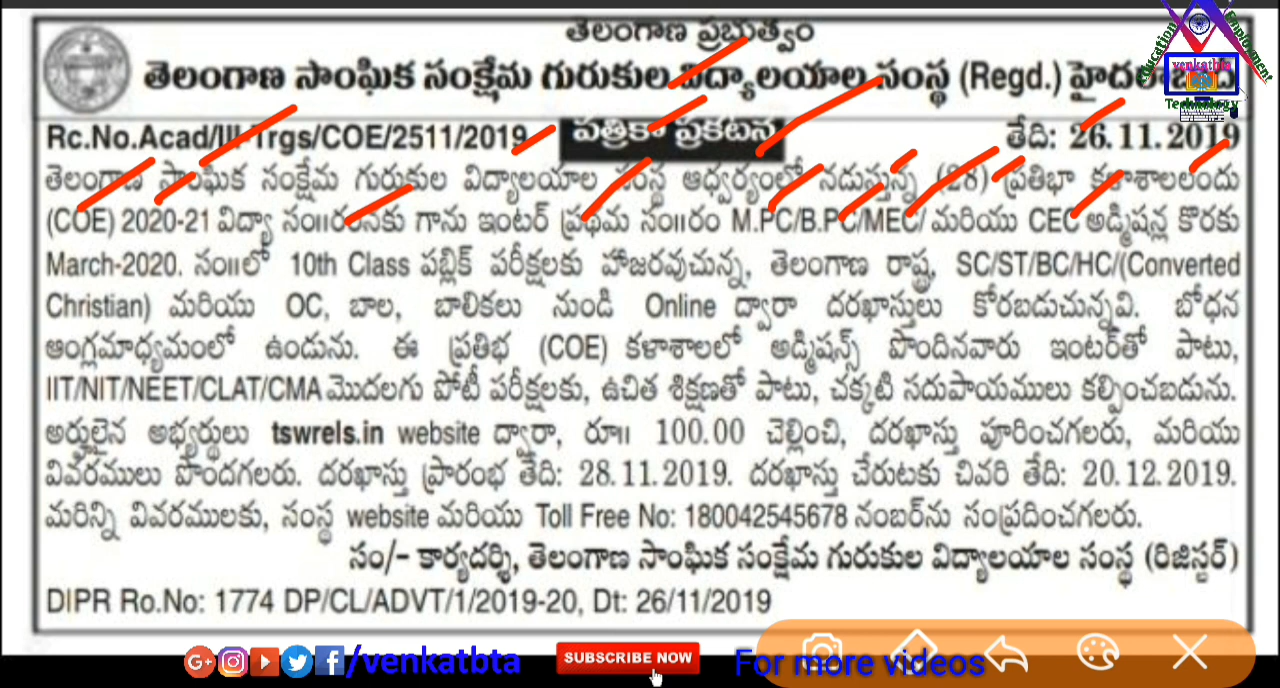 తెలంగాణ ప్రభుత్వం
తెలంగాణ సాంఘిక సంక్షేమ గురుకుల విద్యాలయాల సంస్థ (Regd.) హైదరాబాద్
Rc.No.Acad/III-Trgs/COE/2511/2019 పత్రికా ప్రకటన తేది: 26.11.2019
తెలంగాణ సాంఘిక సంక్షేమ గురుకుల విద్యాలయాల సంస్థ ఆధ్వర్యంలో నడుస్తున్న (28) ప్రతిభా కళాశాలలందు
(COE) 2020-21 విద్యా సం॥రంనకు గాను ఇంటర్ ప్రథమ సం॥రం M.PC/B.PC/MEC/ మరియు CEC అడ్మిషన్ల కొరకు
March-2020. సం॥లో 10th Class పబ్లిక్ పరీక్షలకు హాజరవుచున్న, తెలంగాణ రాష్ట్ర, SC/ST/BC/HC/(Converted
Christian) మరియు OC, బాల, బాలికలు నుండి Online ద్వారా దరఖాస్తులు కోరబడుచున్నవి. బోధన
ఆంగ్లమాధ్యమంలో ఉండును. ఈ ప్రతిభ (COE) కళాశాలలో అడ్మిషన్స్ పొందినవారు ఇంటర్‌తో పాటు,
IIT/NIT/NEET/CLAT/CMA మొదలగు పోటీ పరీక్షలకు, ఉచిత శిక్షణతో పాటు, చక్కటి సదుపాయములు కల్పించబడును.
అర్హులైన అభ్యర్థులు tswrels.in website ద్వారా, రూ॥ 100.00 చెల్లించి, దరఖాస్తు పూరించగలరు, మరియు
వివరములు పొందగలరు. దరఖాస్తు ప్రారంభ తేది: 28.11.2019. దరఖాస్తు చేరుటకు చివరి తేది: 20.12.2019.
మరిన్ని వివరములకు, సంస్థ website మరియు Toll Free No: 180042545678 నంబర్‌ను సంప్రదించగలరు.
సం/- కార్యదర్శి, తెలంగాణ సాంఘిక సంక్షేమ గురుకుల విద్యాలయాల సంస్థ (రిజిస్టర్)
DIPR Ro.No: 1774 DP/CL/ADVT/1/2019-20, Dt: 26/11/2019
Education
Employment
venkatbta
Technology
/venkatbta
SUBSCRIBE NOW
For more videos